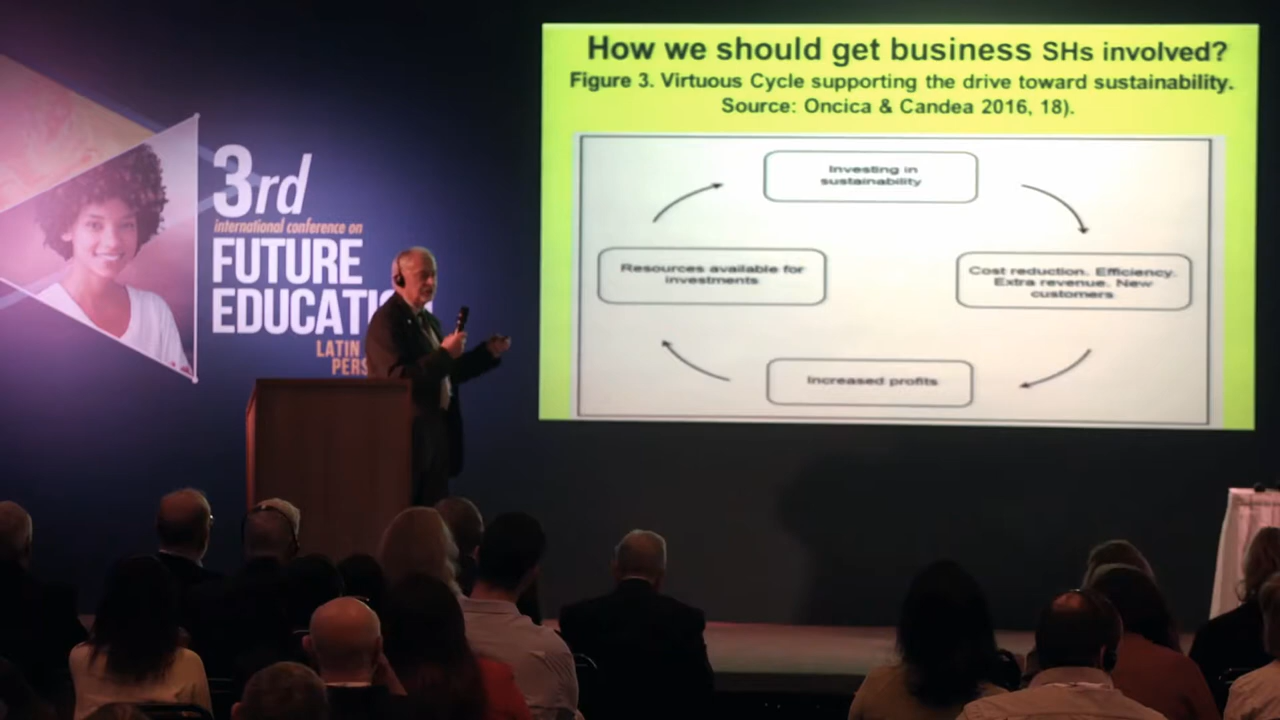 3rd
international conference on
FUTURE
EDUCATI
LATIN
PERS
How we should get business SHs involved?
Figure 3. Virtuous Cycle supporting the drive toward sustainability.
Source: Oncica & Candea 2016, 18).
Investing in
sustainability
Resources available for
investments
Cost reduction. Efficiency.
Extra revenue. New
customers
Increased profits